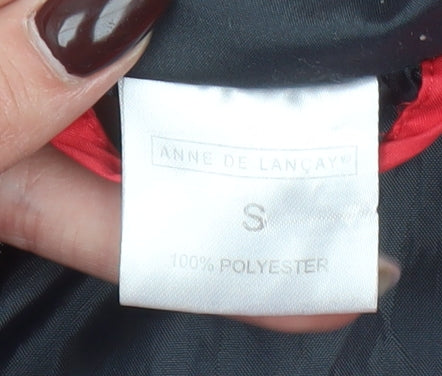 ANNE DE LANÇAY®
S
100% POLYESTER